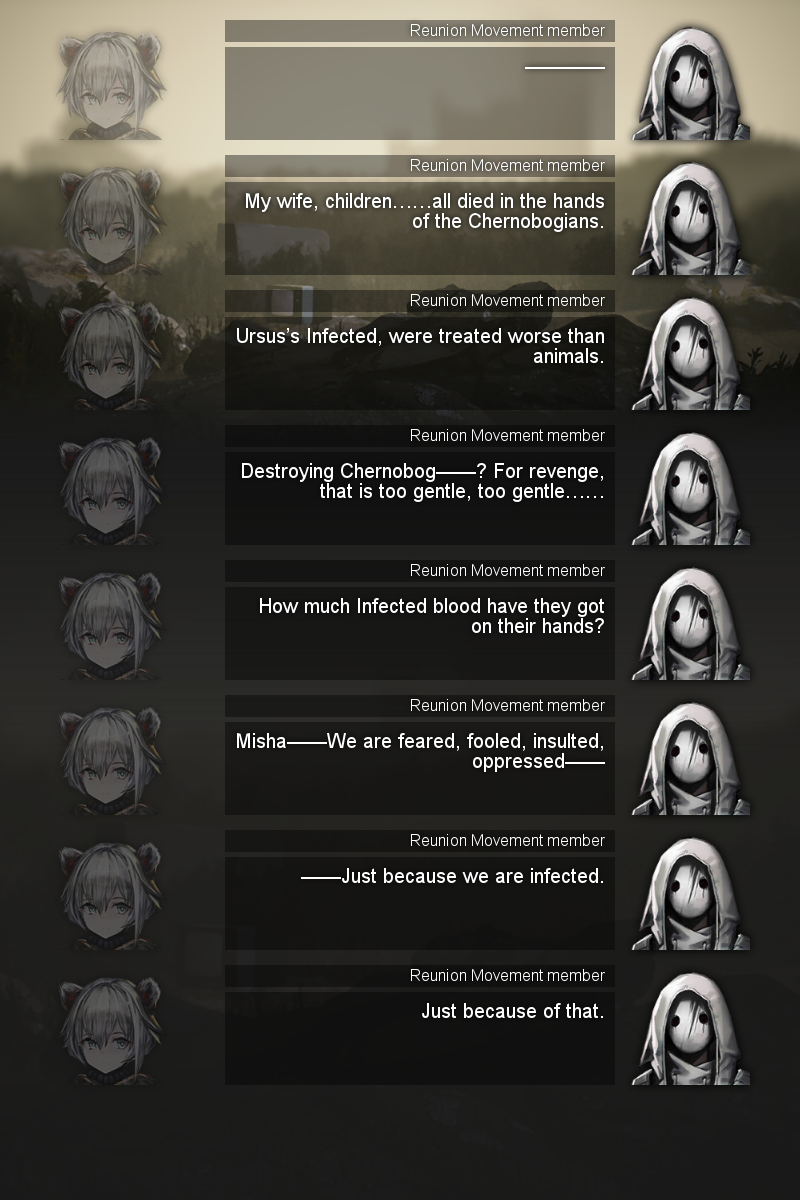 Reunion Movement member
————
Reunion Movement member
My wife, children……all died in the hands
of the Chernobogians.
Reunion Movement member
Ursus's Infected, were treated worse than
animals.
Reunion Movement member
Destroying Chernobog——? For revenge,
that is too gentle, too gentle……
Reunion Movement member
How much Infected blood have they got
on their hands?
Reunion Movement member
Misha——We are feared, fooled, insulted,
oppressed——
Reunion Movement member
——Just because we are infected.
Reunion Movement member
Just because of that.